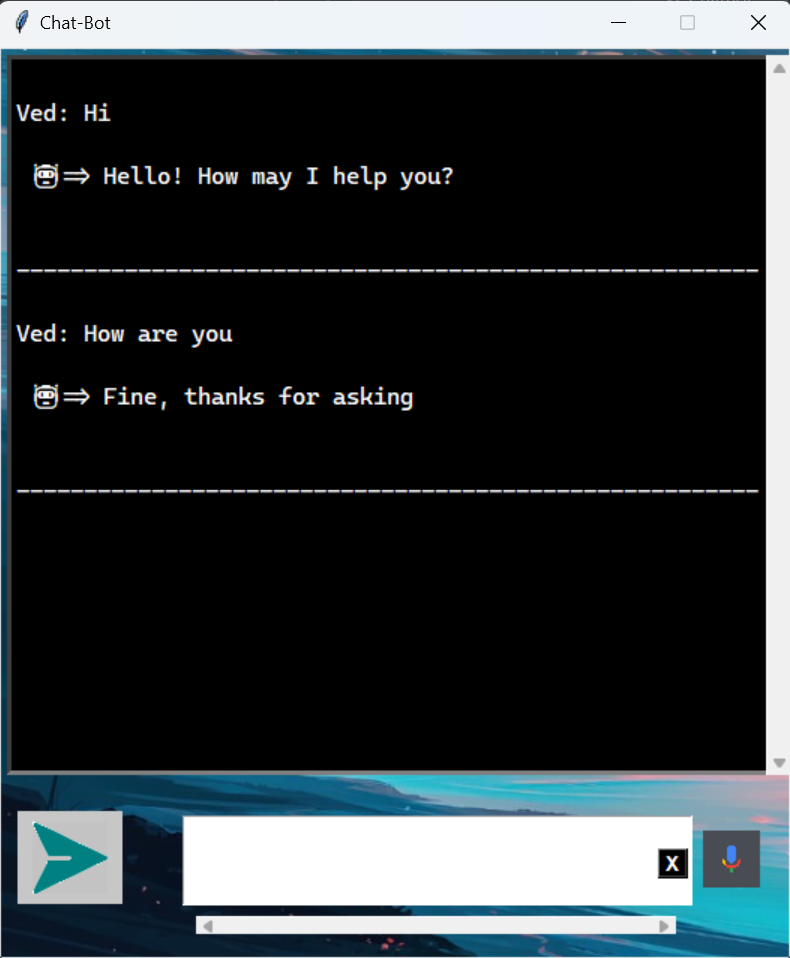 Chat-Bot
Ved: Hi
🤖⇒ Hello! How may I help you?
-------------------------------------------------------
Ved: How are you
🤖⇒ Fine, thanks for asking
-------------------------------------------------------
X